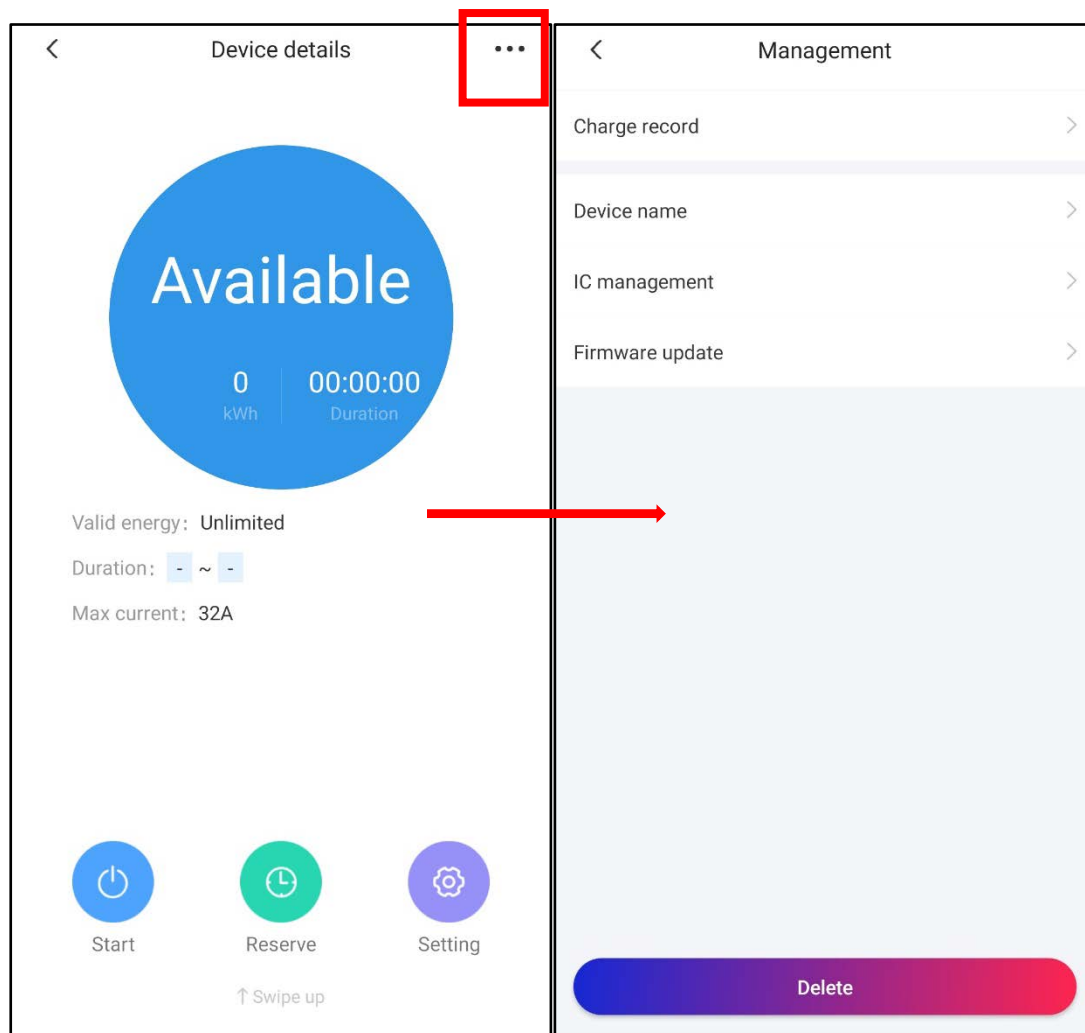 Device details
Available
0 00:00:00
kWh Duration
Valid energy: Unlimited
Duration: - ~ -
Max current: 32A
Start Reserve Setting
↑ Swipe up
Management
Charge record
Device name
IC management
Firmware update
Delete